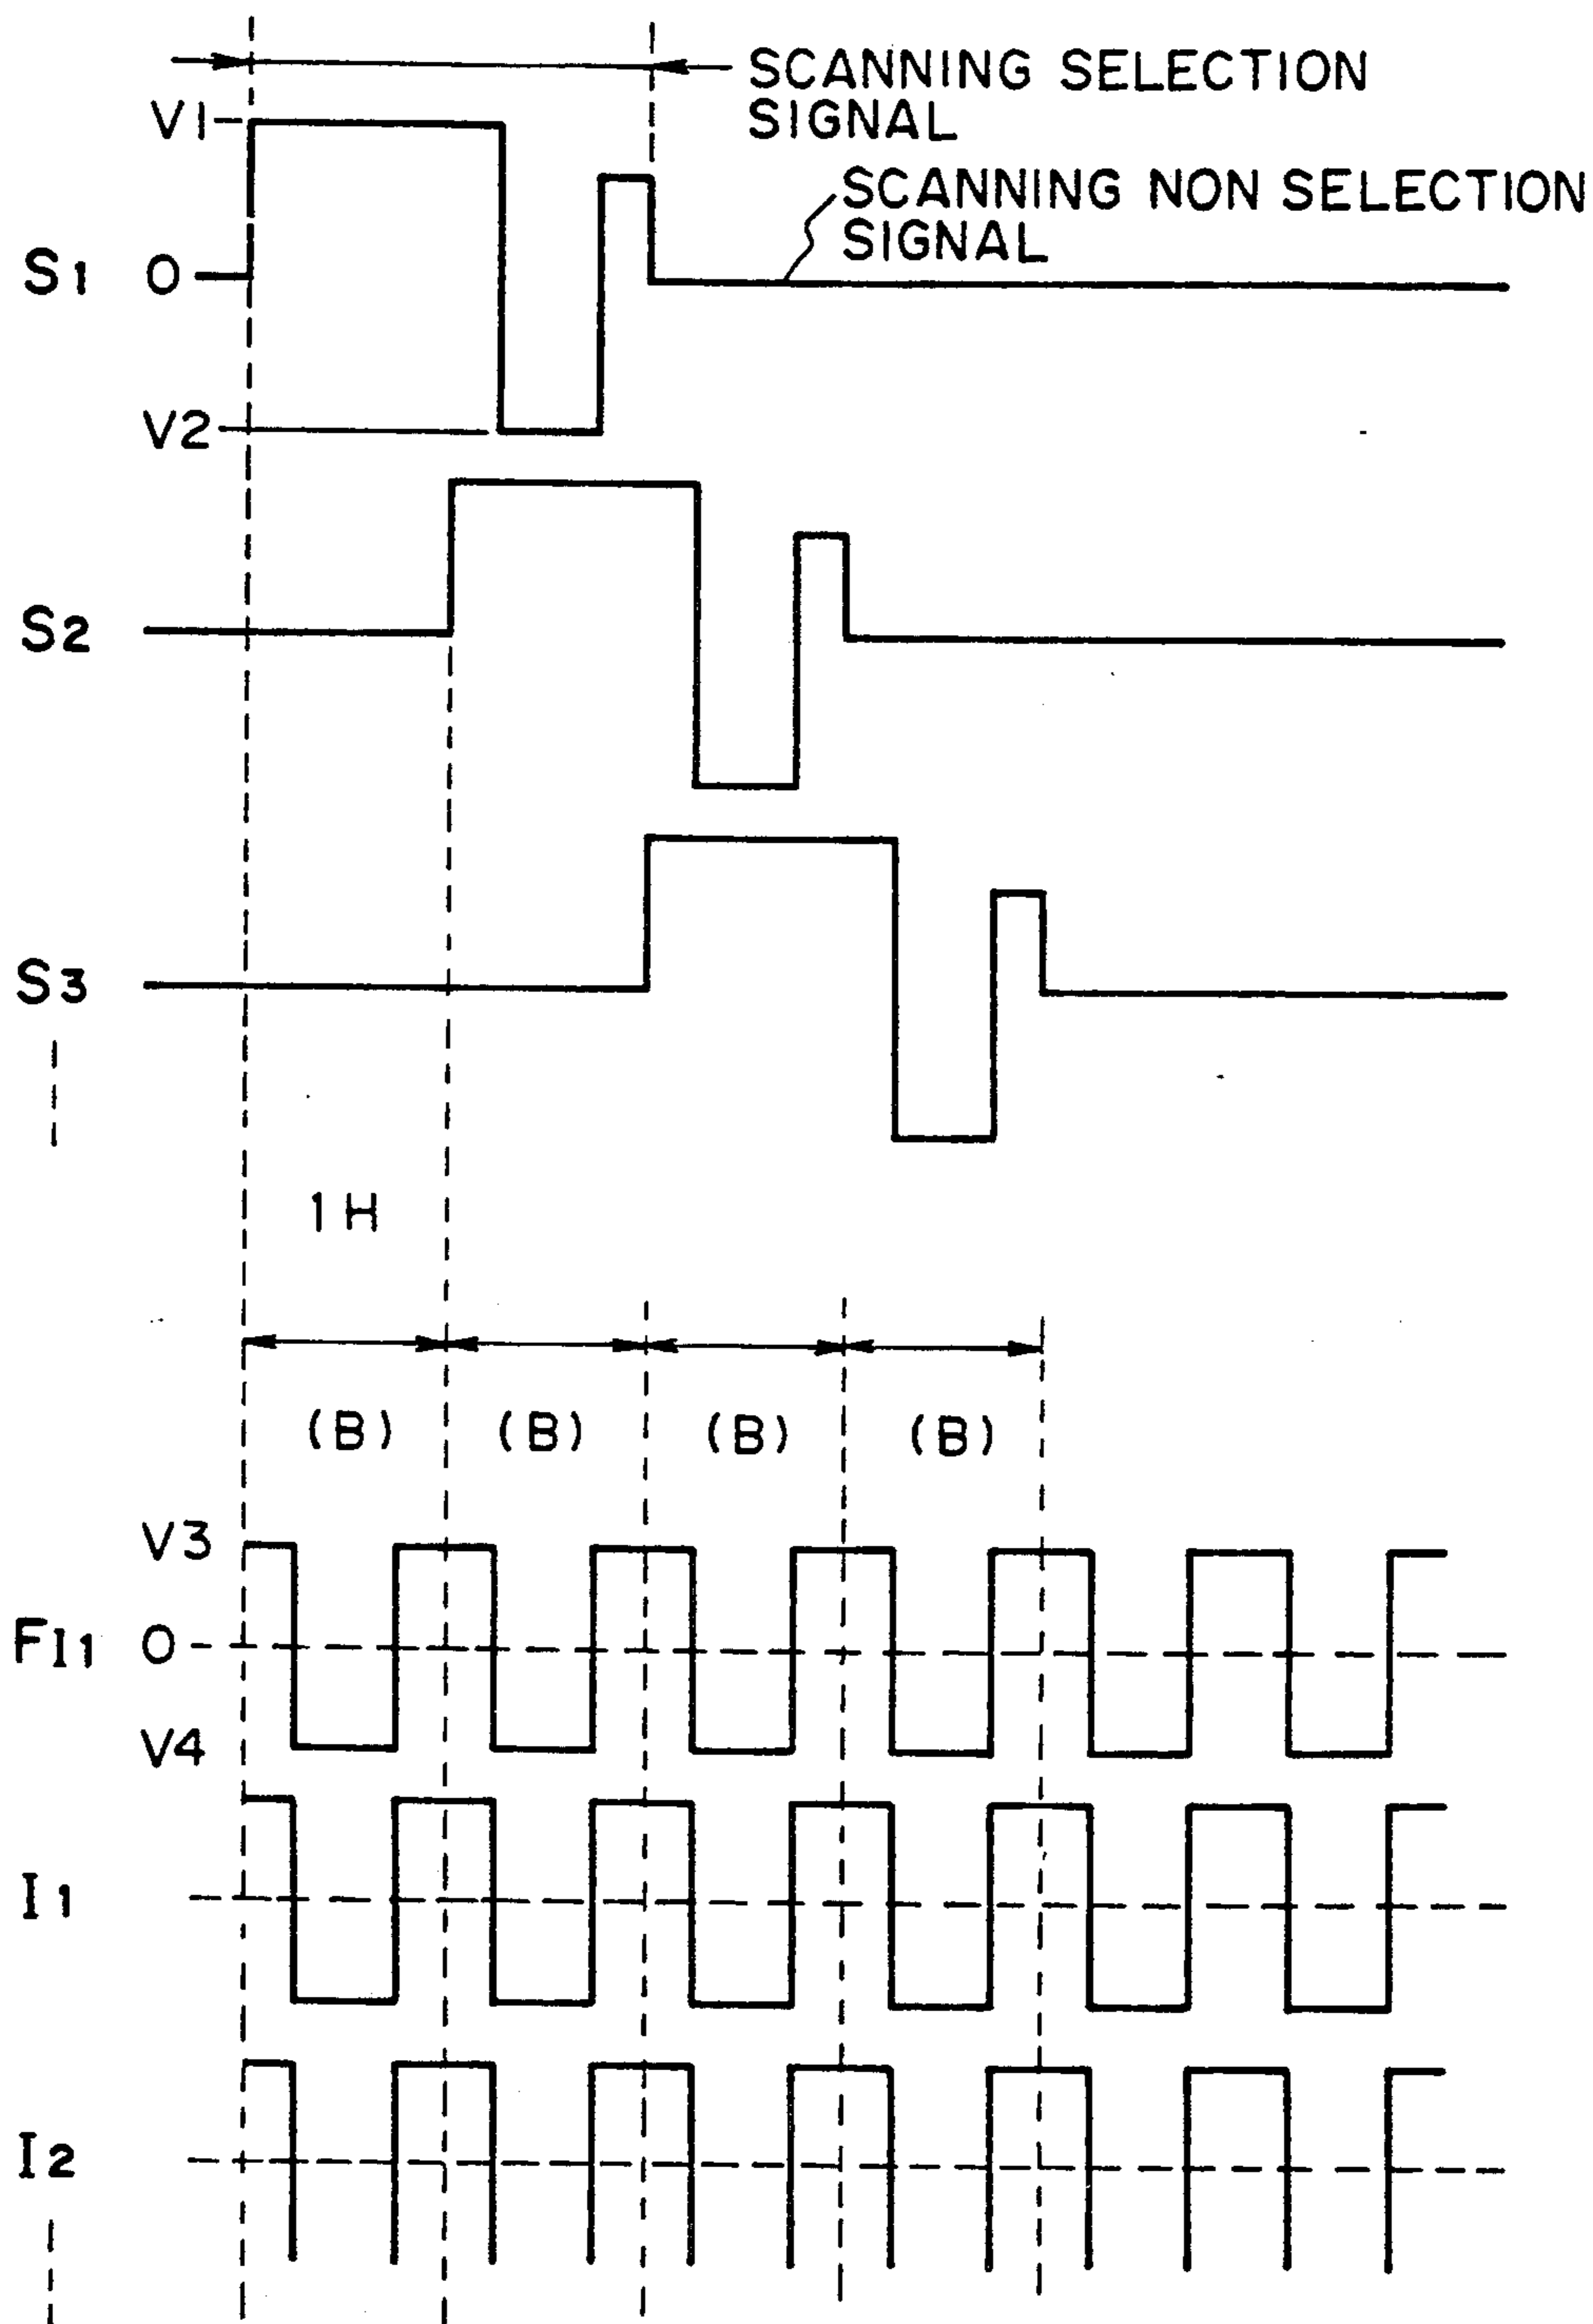 SCANNING SELECTION
SIGNAL
V1
SCANNING NON SELECTION
SIGNAL
S1 0
V2
S2
S3
1H
(B) (B) (B) (B)
V3
FI1 0
V4
I1
I2